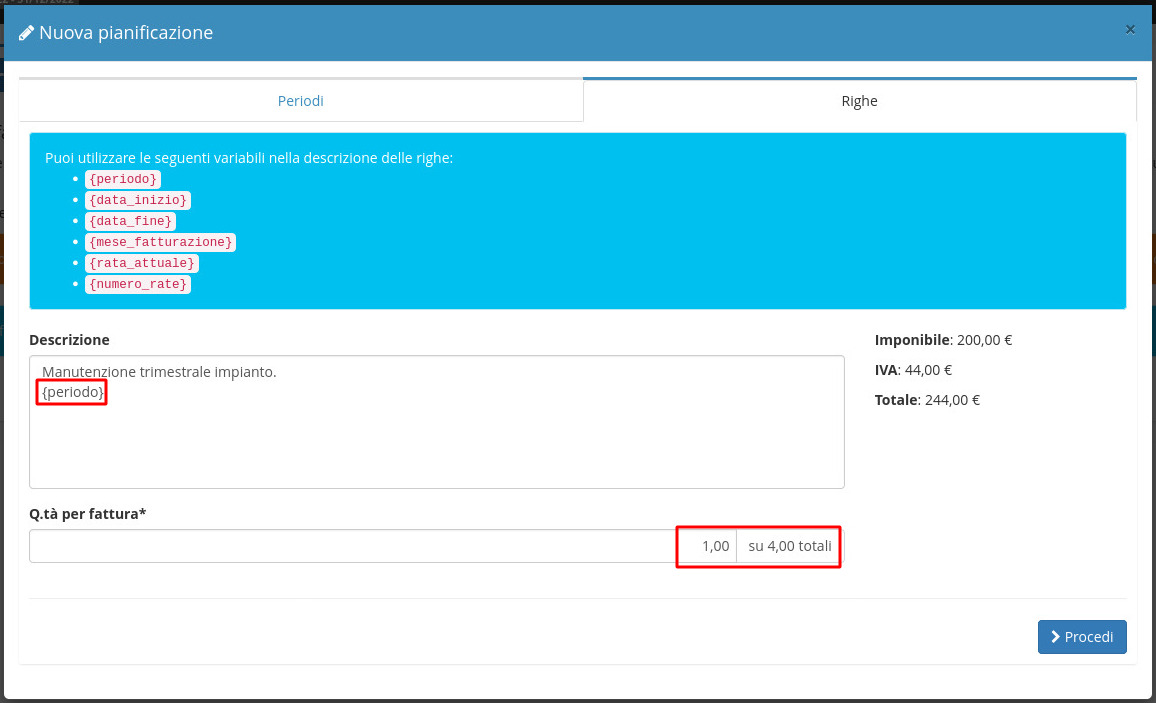 Nuova pianificazione
×
Periodi
Righe
Puoi utilizzare le seguenti variabili nella descrizione delle righe:
{periodo}
{data_inizio}
{data_fine}
{mese_fatturazione}
{rata_attuale}
{numero_rate}
Descrizione
Manutenzione trimestrale impianto.
{periodo}
Imponibile: 200,00 €
IVA: 44,00 €
Totale: 244,00 €
Q.tà per fattura*
1,00 su 4,00 totali
Procedi